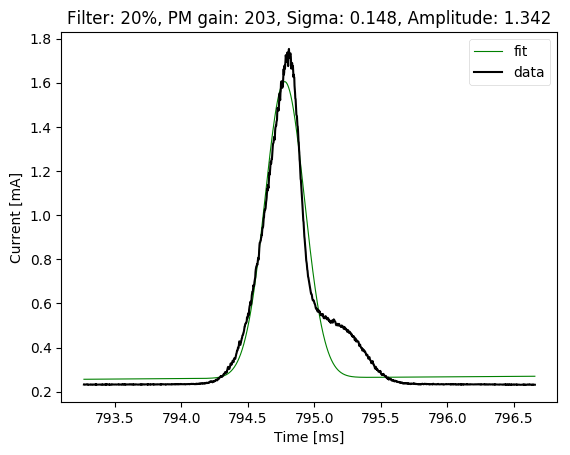 Filter: 20%, PM gain: 203, Sigma: 0.148, Amplitude: 1.342
fit
data
1.8
1.6
1.4
1.2
1.0
0.8
0.6
0.4
0.2
Current [mA]
793.5 794.0 794.5 795.0 795.5 796.0 796.5
Time [ms]